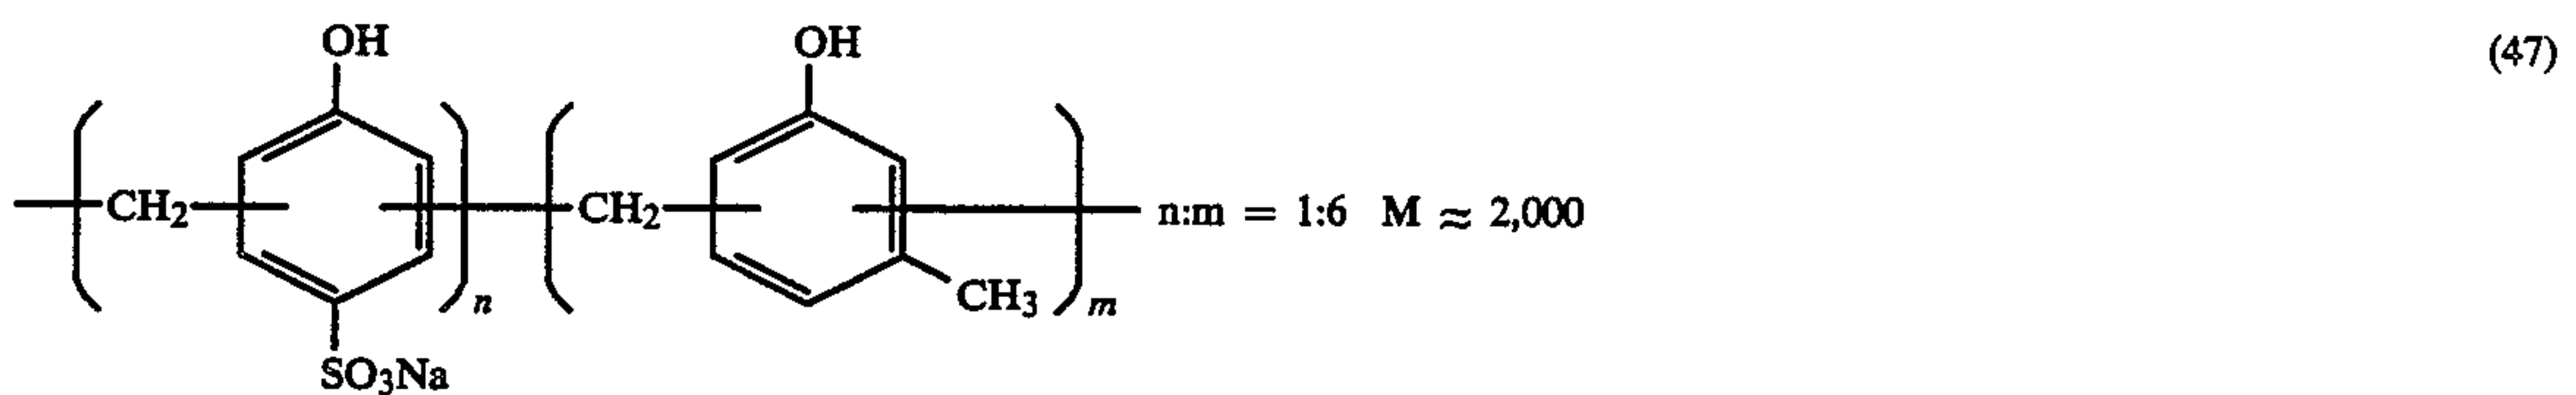 OH OH (47)
CH2 CH2 n:m = 1:6 M ≈ 2,000
n CH3 m
SO3Na